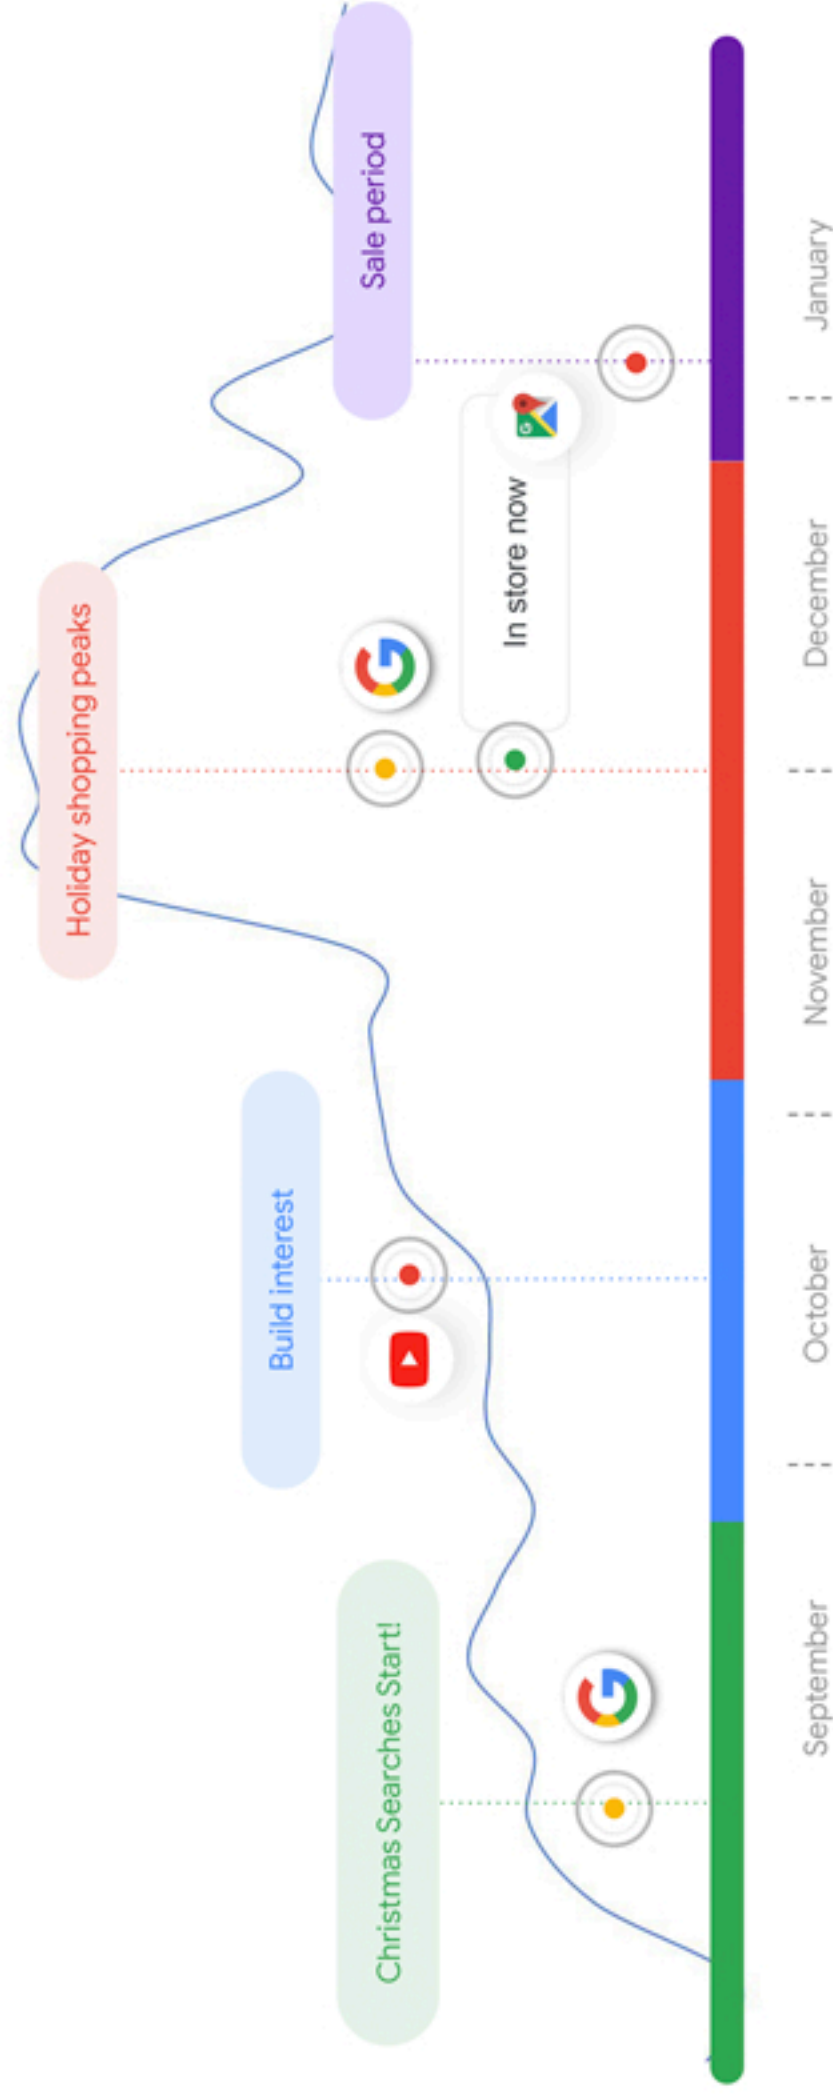 Holiday shopping peaks
Build interest
Sale period
Christmas Searches Start!
In store now
September
October
November
December
January